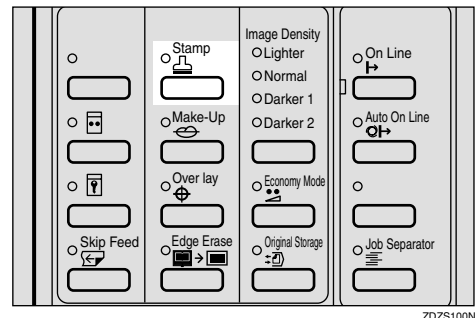 Image Density
Stamp
Lighter
On Line
Normal
Make-Up
Darker 1
Auto On Line
Darker 2
Over lay
Economy Mode
Skip Feed
Edge Erase
Original Storage
Job Separator
ZDZS100N